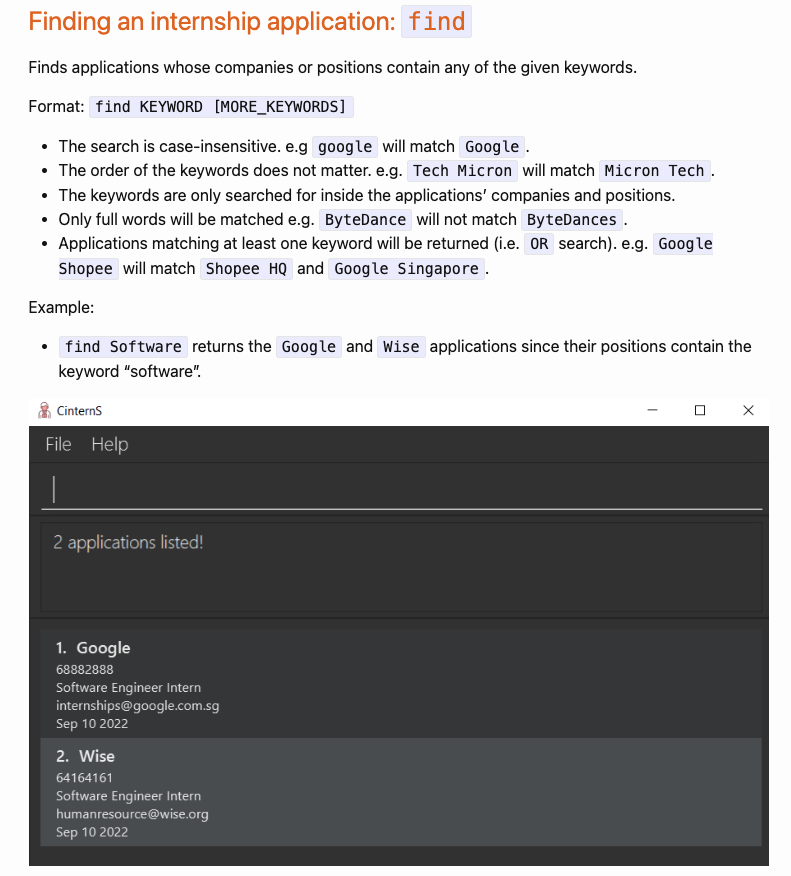 Finding an internship application: find
Finds applications whose companies or positions contain any of the given keywords.
Format: find KEYWORD [MORE_KEYWORDS]
• The search is case-insensitive. e.g google will match Google.
• The order of the keywords does not matter. e.g. Tech Micron will match Micron Tech.
• The keywords are only searched for inside the applications’ companies and positions.
• Only full words will be matched e.g. ByteDance will not match ByteDances.
• Applications matching at least one keyword will be returned (i.e. OR search). e.g. Google
Shopee will match Shopee HQ and Google Singapore.
Example:
• find Software returns the Google and Wise applications since their positions contain the
keyword “software”.
CinternS
File Help
2 applications listed!
1. Google
68882888
Software Engineer Intern
internships@google.com.sg
Sep 10 2022
2. Wise
64164161
Software Engineer Intern
humanresource@wise.org
Sep 10 2022